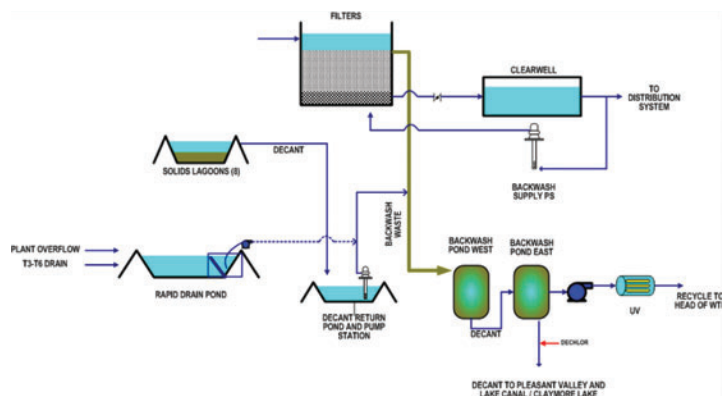 FILTERS
CLEARWELL
TO
DISTRIBUTION
SYSTEM
DECANT
SOLIDS LAGOONS (8)
BACKWASH
SUPPLY PS
BACKWASH
WASTE
PLANT OVERFLOW
T3-T6 DRAIN
RAPID DRAIN POND
DECANT RETURN
POND AND PUMP
STATION
BACKWASH
POND WEST
BACKWASH
POND EAST
DECANT
UV
RECYCLE TO
HEAD OF WT
DECHLOR
DECANT TO PLEASANT VALLEY AND
LAKE CANAL / CLAYMORE LAKE